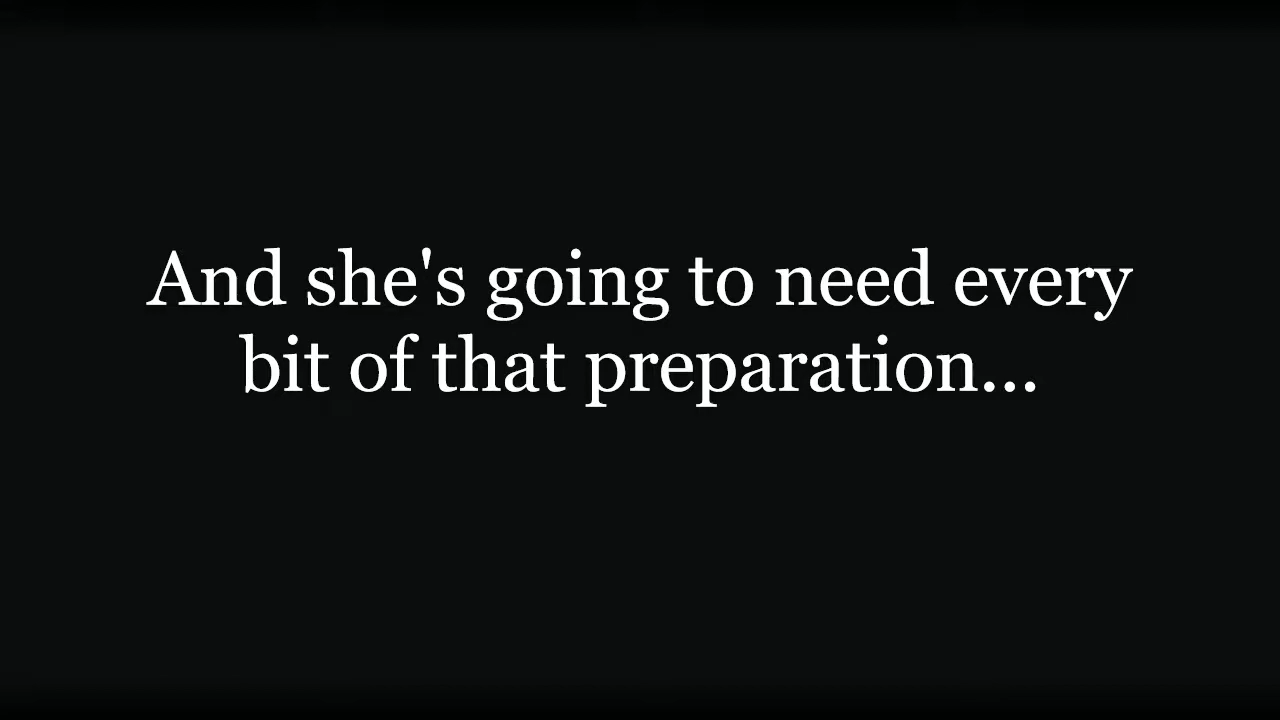 And she's going to need every
bit of that preparation...